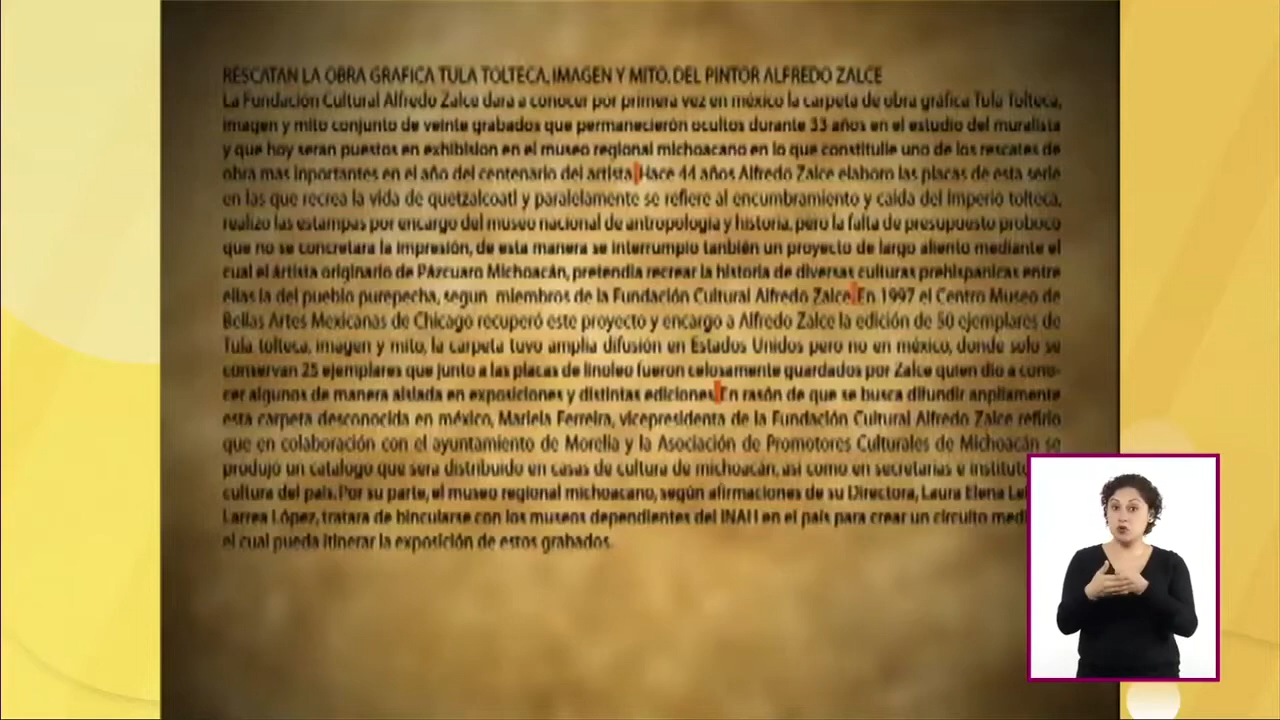 RESCATAN LA OBRA GRAFICA TULA TOLTECA, IMAGEN Y MITO, DEL PINTOR ALFREDO ZALCE
La Fundación Cultural Alfredo Zalce dara a conocer por primera vez en méxico la carpeta de obra gráfica Tula Tolteca,
imagen y mito conjunto de veinte grabados que permanecierón ocultos durante 33 años en el estudio del muralista
y que hoy seran puestos en exhibision en el museo regional michoacano en lo que constituiie uno de los rescates de
obra mas inportantes en el año del centenario del artista. Hace 44 años Alfredo Zalce elaboro las placas de esta serie
en las que recrea la vida de quetzalcoatl y paralelamente se refiere al encumbramiento y caida del imperio tolteca,
realizo las estampas por encargo del museo nacional de antropologia y historia, pero la falta de presupuesto proboco
que no se concretara la impresión, de esta manera se interrumpio también un proyecto de largo aliento mediante el
cual el ártista originario de Pázcuaro Michoacán, pretendia recrear la historia de diversas culturas prehispanicas entre
ellas la del pueblo purepecha, segun miembros de la Fundación Cultural Alfredo Zalce. En 1997 el Centro Museo de
Bellas Artes Mexicanas de Chicago recuperó este proyecto y encargo a Alfredo Zalce la edición de 50 ejemplares de
Tula tolteca, imagen y mito, la carpeta tuvo amplia difusión en Estados Unidos pero no en méxico, donde solo se
conservan 25 ejemplares que junto a las placas de linoleo fueron celosamente guardados por Zalce quien dio a cono-
cer algunos de manera aislada en exposiciones y distintas ediciones. En rasón de que se busca difundir anpliamente
esta carpeta desconocida en méxico, Mariela Ferreira, vicepresidenta de la Fundación Cultural Alfredo Zalce refirio
que en colaboración con el ayuntamiento de Morelia y la Asociación de Promotores Culturales de Michoacán se
produjo un catalogo que sera distribuido en casas de cultura de michoacán, asi como en secretarias e
cultura del pais. Por su parte, el museo regional michoacano, según afirmaciones de su Directora, Laura Elena
Larrea López, tratara de bincularse con los museos dependientes del INAH en el pais para crear un circuito
el cual pueda itinerar la exposición de estos grabados.